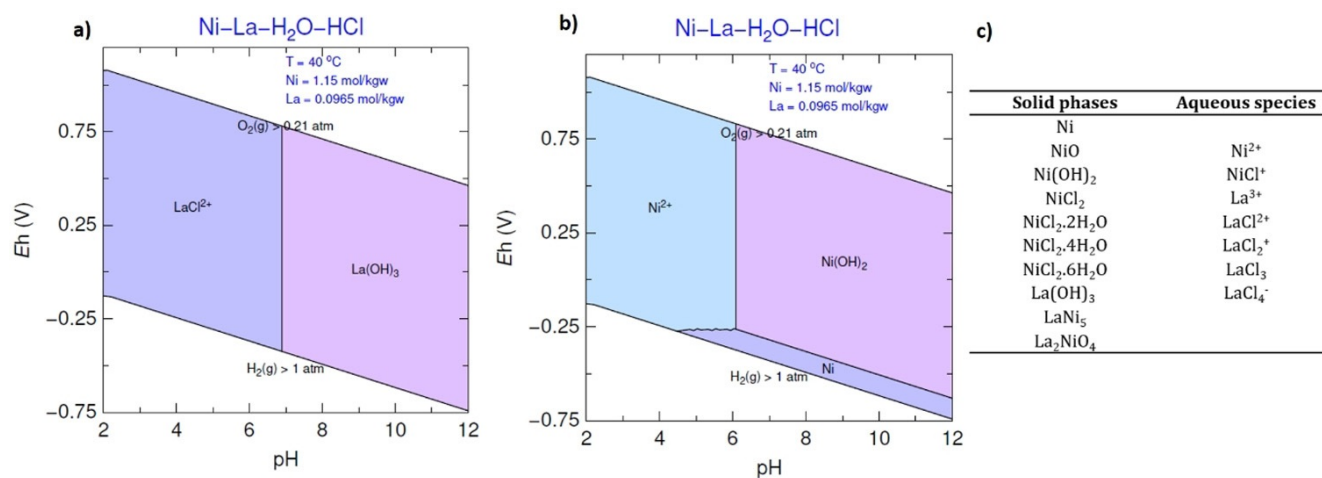 a)
Ni–La–H₂O–HCl
T = 40 °C
Ni = 1.15 mol/kgw
La = 0.0965 mol/kgw
O₂(g) > 0.21 atm
LaCl²⁺
La(OH)₃
H₂(g) > 1 atm
0.75
0.25
−0.25
−0.75
Eh (V)
2 4 6 8 10 12
pH
b)
Ni–La–H₂O–HCl
T = 40 °C
Ni = 1.15 mol/kgw
La = 0.0965 mol/kgw
O₂(g) > 0.21 atm
Ni²⁺
Ni(OH)₂
Ni
H₂(g) > 1 atm
0.75
0.25
−0.25
−0.75
Eh (V)
2 4 6 8 10 12
pH
c)
Solid phases Aqueous species
Ni
NiO Ni²⁺
Ni(OH)₂ NiCl⁺
NiCl₂ La³⁺
NiCl₂.2H₂O LaCl²⁺
NiCl₂.4H₂O LaCl₂⁺
NiCl₂.6H₂O LaCl₃
La(OH)₃ LaCl₄⁻
LaNi₅
La₂NiO₄